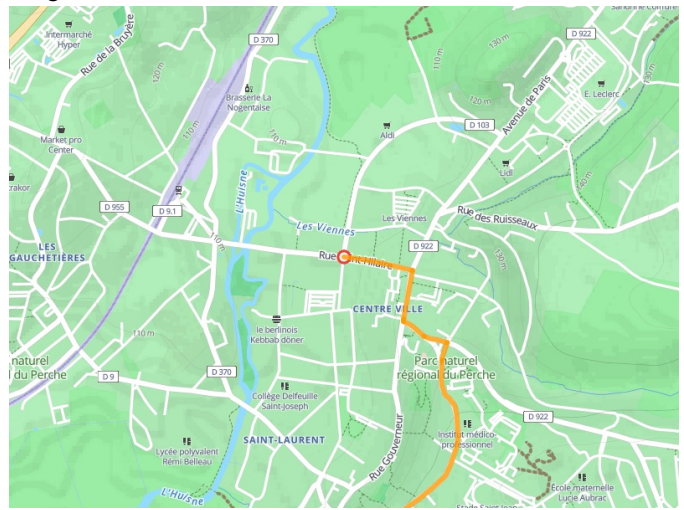 Intermarché
Hyper
Rue de la Bruyère
D 370
120 m
110 m
Brasserie La
Nogentaise
D 922
130 m
110 m
120 m
Avenue de Paris
E. Leclerc
130 m
Aldi
D 103
Lidl
140 m
Market pro
Center
110 m
D 955
D 9.1
L'Huisne
Les Viennes
Les Viennes
Rue des Ruisseaux
LES
GAUCHETIÈRES
110 m
D 922
130 m
CENTRE VILLE
110 m
le berlinois
Kebbab döner
naturel
l du Perche
D 9
D 370
Parc naturel
régional du Perche
Collège Delfeuille
Saint-Joseph
D 922
SAINT-LAURENT
Rue Gouverneur
Institut médico-
professionnel
Lycée polyvalent
Rémi Belleau
L'Huisne
École maternelle
Lucie Aubrac